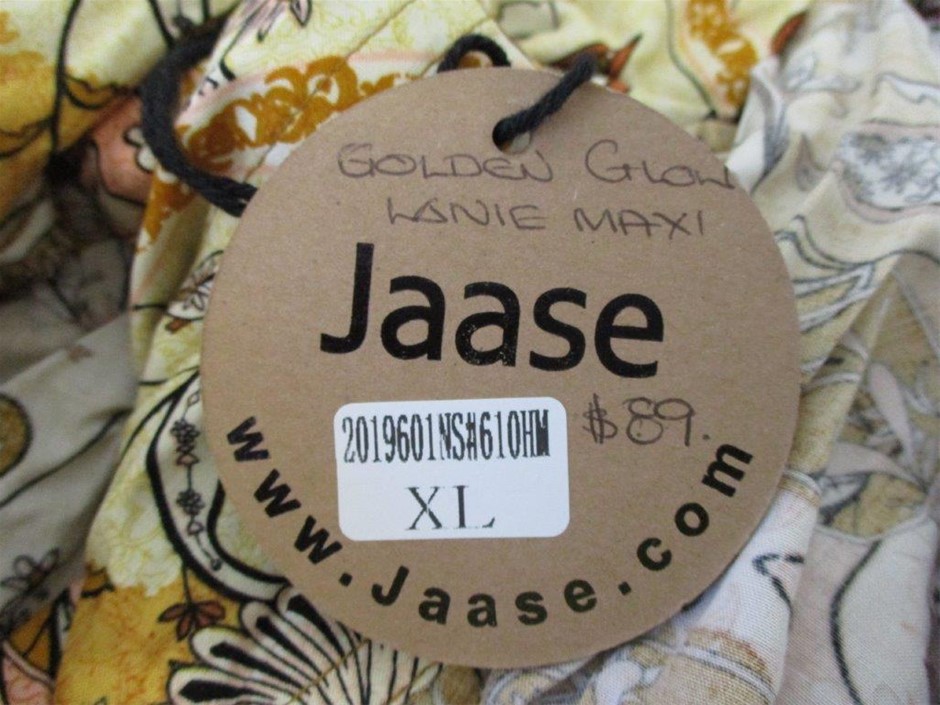 GOLDEN GLOW
LANIE MAXI
Jaase
$89.
2019601NS#610HM
XL
www.Jaase.com